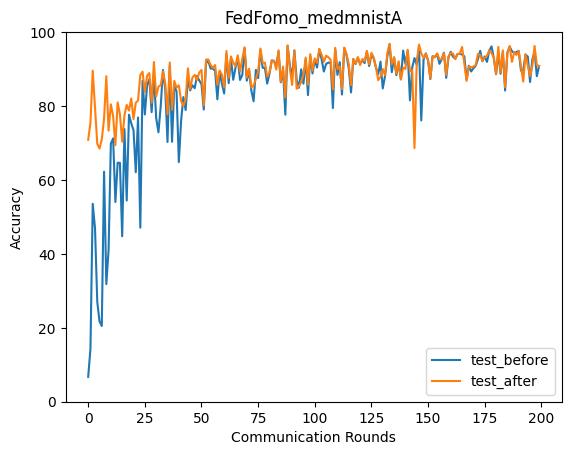 FedFomo_medmnistA
100
80
60
40
20
0
Accuracy
0 25 50 75 100 125 150 175 200
Communication Rounds
test_before
test_after